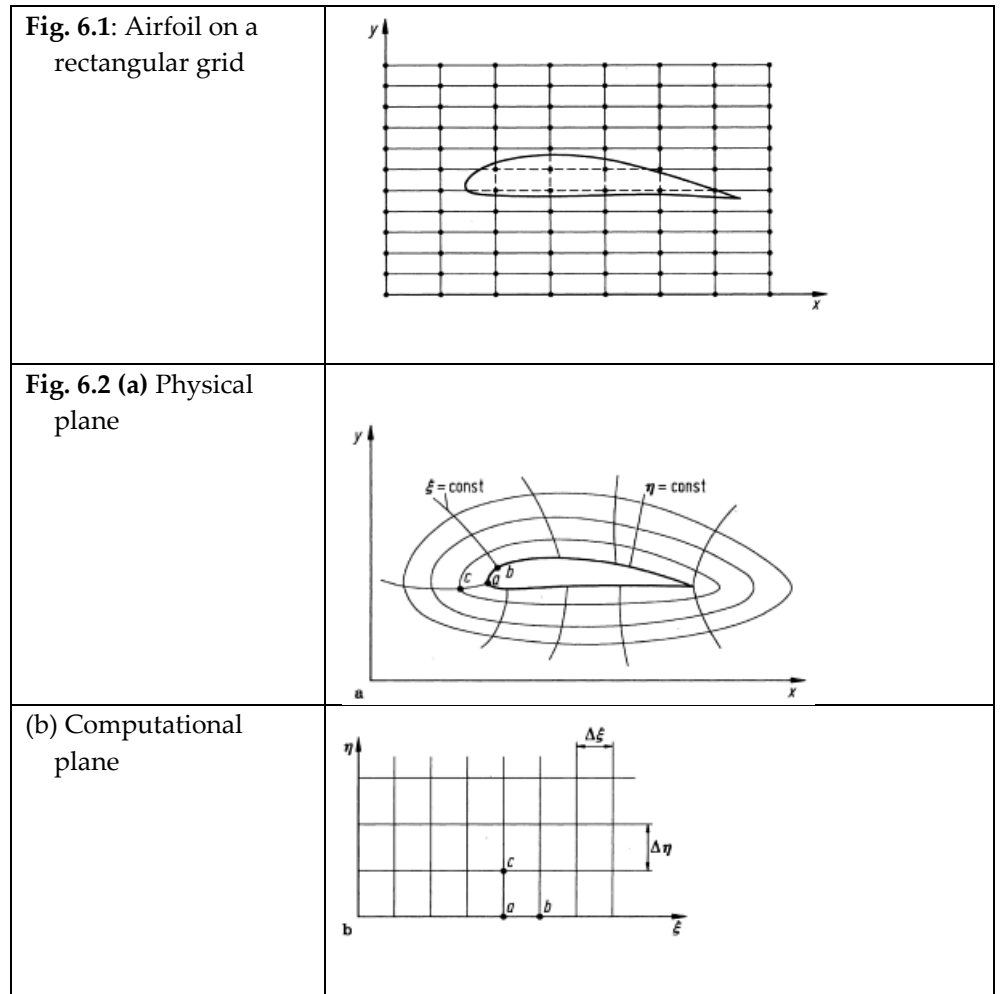 Fig. 6.1: Airfoil on a
rectangular grid
y
x
Fig. 6.2 (a) Physical
plane
y
ξ = const
η = const
c
a
b
a
x
(b) Computational
plane
η
Δξ
Δη
c
a
b
b
ξ